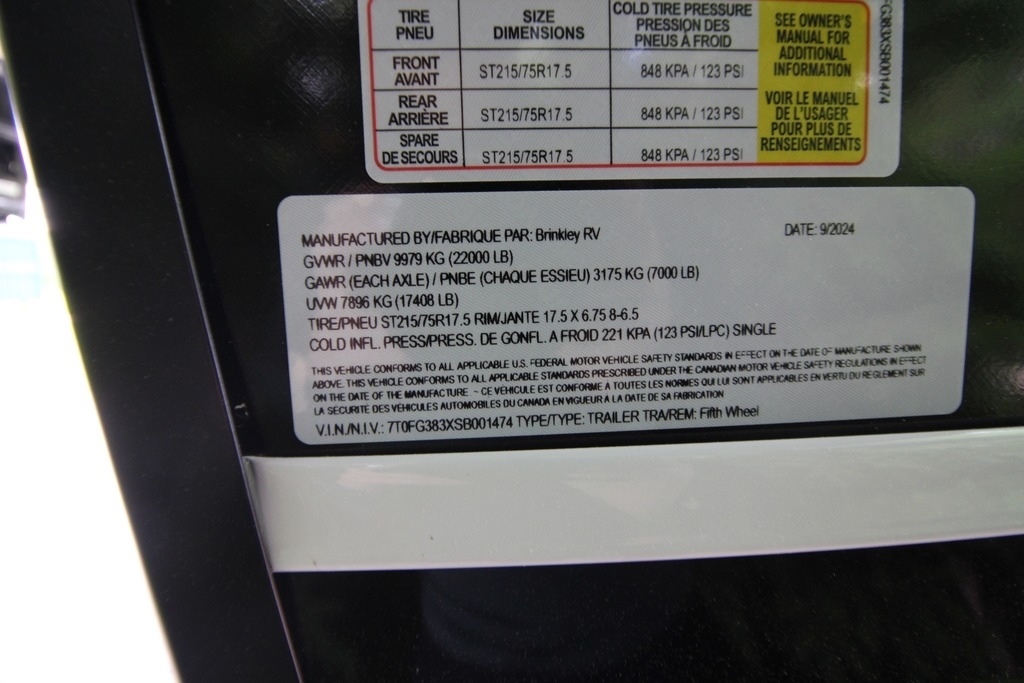 TIRE PNEU SIZE DIMENSIONS COLD TIRE PRESSURE PRESSION DES PNEUS À FROID
FRONT AVANT ST215/75R17.5 848 KPA / 123 PSI
REAR ARRIÈRE ST215/75R17.5 848 KPA / 123 PSI
SPARE DE SECOURS ST215/75R17.5 848 KPA / 123 PSI
SEE OWNER'S
MANUAL FOR
ADDITIONAL
INFORMATION
VOIR LE MANUEL
DE L'USAGER
POUR PLUS DE
RENSEIGNEMENTS
FG383XSB001474
MANUFACTURED BY/FABRIQUE PAR: Brinkley RV DATE: 9/2024
GVWR / PNBV 9979 KG (22000 LB)
GAWR (EACH AXLE) / PNBE (CHAQUE ESSIEU) 3175 KG (7000 LB)
UVW 7896 KG (17408 LB)
TIRE/PNEU ST215/75R17.5 RIM/JANTE 17.5 X 6.75 8-6.5
COLD INFL. PRESS/PRESS. DE GONFL. A FROID 221 KPA (123 PSI/LPC) SINGLE
THIS VEHICLE CONFORMS TO ALL APPLICABLE U.S. FEDERAL MOTOR VEHICLE SAFETY STANDARDS IN EFFECT ON THE DATE OF MANUFACTURE SHOWN
ABOVE. THIS VEHICLE CONFORMS TO ALL APPLICABLE STANDARDS PRESCRIBED UNDER THE CANADIAN MOTOR VEHICLE SAFETY REGULATIONS IN EFFECT
ON THE DATE OF THE MANUFACTURE. ~ CE VEHICULE EST CONFORME A TOUTES LES NORMES QUI LUI SONT APPLICABLES EN VERTU DU REGLEMENT SUR
LA SECURITE DES VEHICULES AUTOMOBILES DU CANADA EN VIGUEUR A LA DATE DE SA FABRICATION
V.I.N./N.I.V.: 7T0FG383XSB001474 TYPE/TYPE: TRAILER TRA/REM: Fifth Wheel